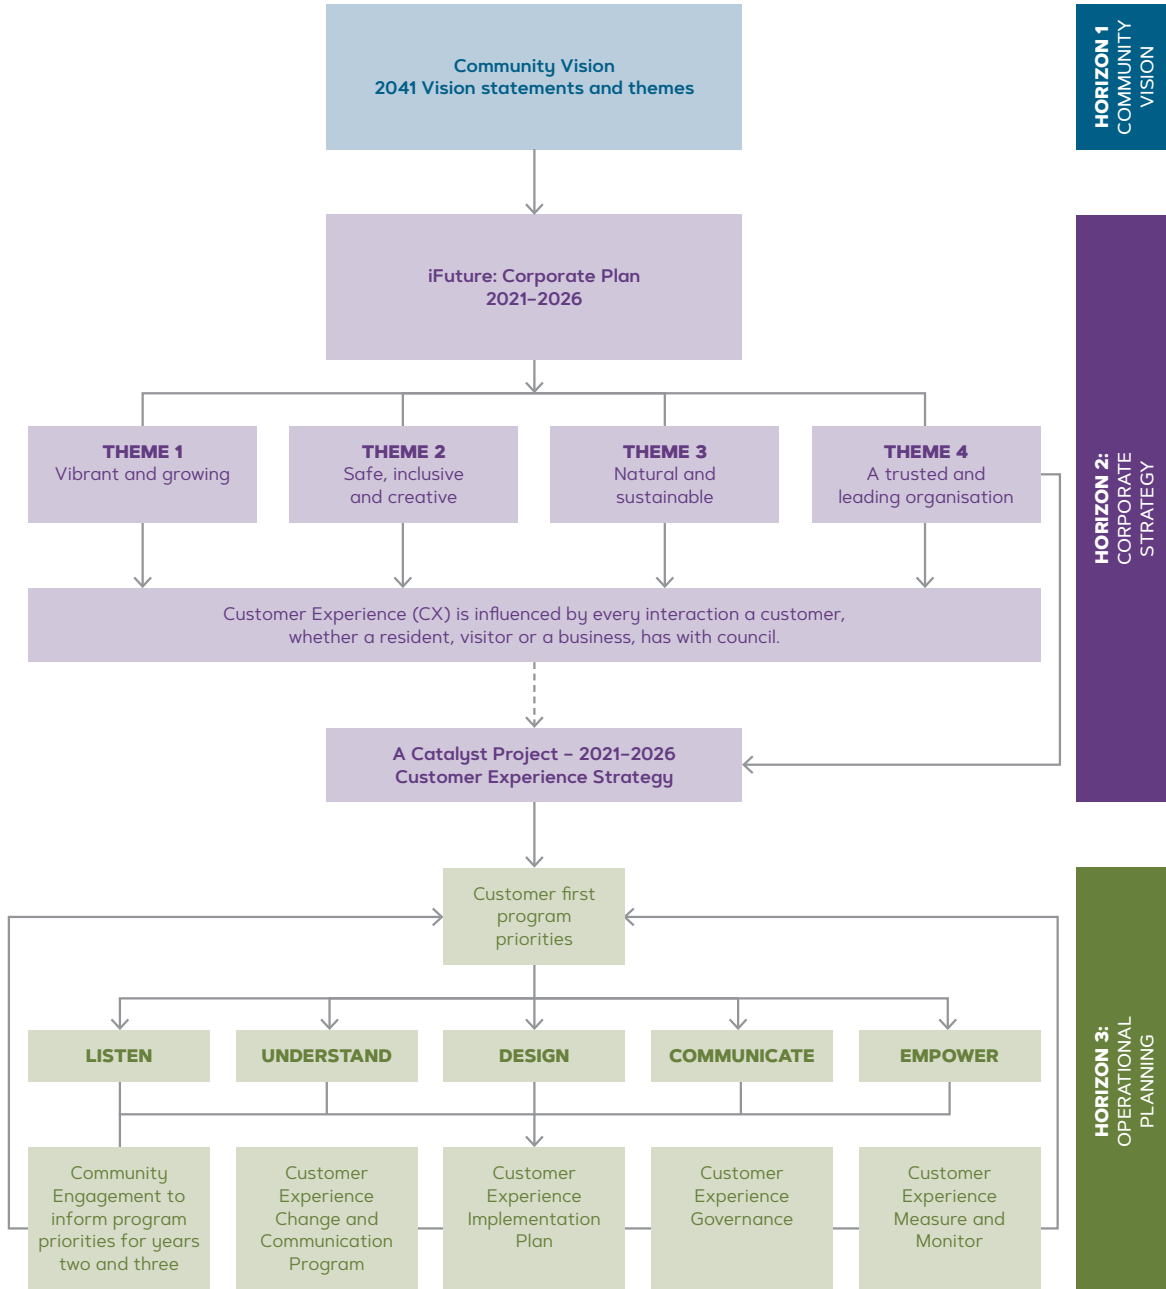 Community Vision
2041 Vision statements and themes
HORIZON 1
COMMUNITY
VISION
iFuture: Corporate Plan
2021–2026
THEME 1
Vibrant and growing
THEME 2
Safe, inclusive
and creative
THEME 3
Natural and
sustainable
THEME 4
A trusted and
leading organisation
HORIZON 2:
CORPORATE
STRATEGY
Customer Experience (CX) is influenced by every interaction a customer,
whether a resident, visitor or a business, has with council.
A Catalyst Project – 2021–2026
Customer Experience Strategy
Customer first
program
priorities
LISTEN
UNDERSTAND
DESIGN
COMMUNICATE
EMPOWER
HORIZON 3:
OPERATIONAL
PLANNING
Community
Engagement to
inform program
priorities for years
two and three
Customer
Experience
Change and
Communication
Program
Customer
Experience
Implementation
Plan
Customer
Experience
Governance
Customer
Experience
Measure and
Monitor